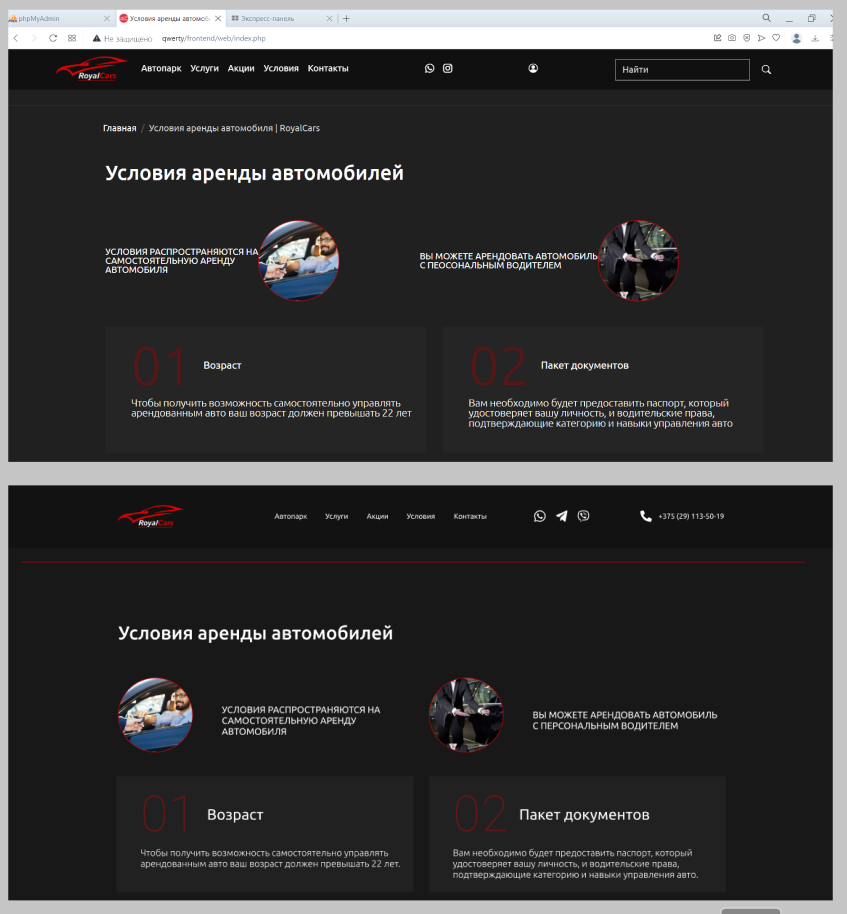 phpMyAdmin
Условия аренды автомоб
Экспресс-панель
Не защищено qwerty/frontend/web/index.php
RoyalCars
Автопарк Услуги Акции Условия Контакты
Найти
Главная / Условия аренды автомобиля | RoyalCars
Условия аренды автомобилей
УСЛОВИЯ РАСПРОСТРАНЯЮТСЯ НА
САМОСТОЯТЕЛЬНУЮ АРЕНДУ
АВТОМОБИЛЯ
ВЫ МОЖЕТЕ АРЕНДОВАТЬ АВТОМОБИЛЬ
С ПЕОСОНАЛЬНЫМ ВОДИТЕЛЕМ
01 Возраст
Чтобы получить возможность самостоятельно управлять
арендованным авто ваш возраст должен превышать 22 лет
02 Пакет документов
Вам необходимо будет предоставить паспорт, который
удостоверяет вашу личность, и водительские права,
подтверждающие категорию и навыки управления авто
RoyalCars
Автопарк Услуги Акции Условия Контакты
+375 (29) 113-50-19
Условия аренды автомобилей
УСЛОВИЯ РАСПРОСТРАНЯЮТСЯ НА
САМОСТОЯТЕЛЬНУЮ АРЕНДУ
АВТОМОБИЛЯ
ВЫ МОЖЕТЕ АРЕНДОВАТЬ АВТОМОБИЛЬ
С ПЕРСОНАЛЬНЫМ ВОДИТЕЛЕМ
01 Возраст
Чтобы получить возможность самостоятельно управлять
арендованным авто ваш возраст должен превышать 22 лет.
02 Пакет документов
Вам необходимо будет предоставить паспорт, который
удостоверяет вашу личность, и водительские права,
подтверждающие категорию и навыки управления авто.